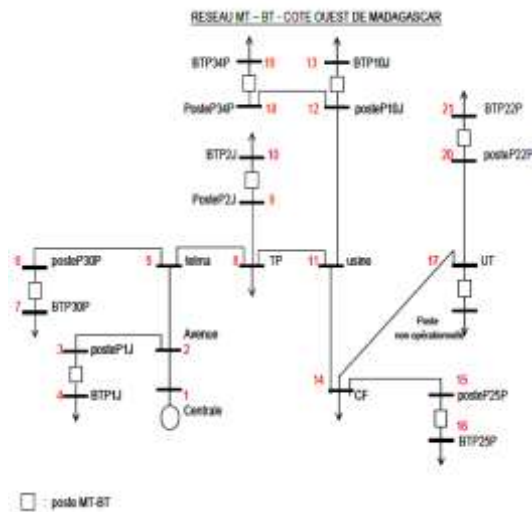 RESEAU MT – BT - COTE OUEST DE MADAGASCAR
BTP34P 19 13 BTP10J
PosteP34P 18 12 posteP10J
21 BTP22P
20 posteP22P
BTP2J 10
PosteP2J 9
6 posteP30P 5 telma 8 TP 11 usine 17 UT
7 BTP30P
Poste
non opérationnelle
Avance
3 posteP1J 2
4 BTP1J 1
Centrale
14 CF 15
posteP25P
16
BTP25P
: poste MT-BT